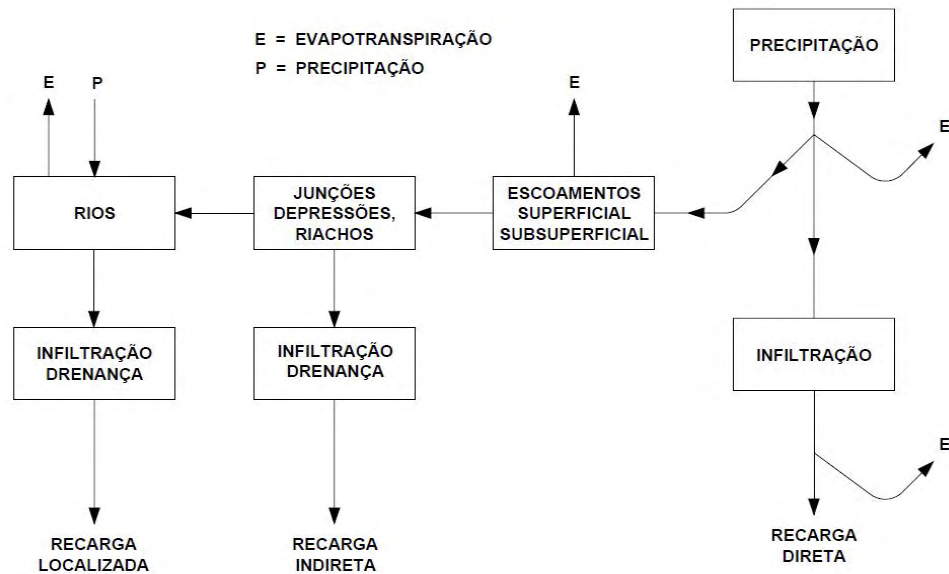 E = EVAPOTRANSPIRAÇÃO
P = PRECIPITAÇÃO
PRECIPITAÇÃO
E
P
E
E
RIOS
JUNÇÕES
DEPRESSÕES,
RIACHOS
ESCOAMENTOS
SUPERFICIAL
SUBSUPERFICIAL
INFILTRAÇÃO
DRENANÇA
INFILTRAÇÃO
DRENANÇA
INFILTRAÇÃO
E
RECARGA
LOCALIZADA
RECARGA
INDIRETA
RECARGA
DIRETA